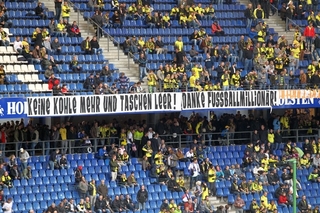 KEINE KOHLE MEHR UND TASCHEN LEER! DANKE FUSSBALLMILLIONÄR!